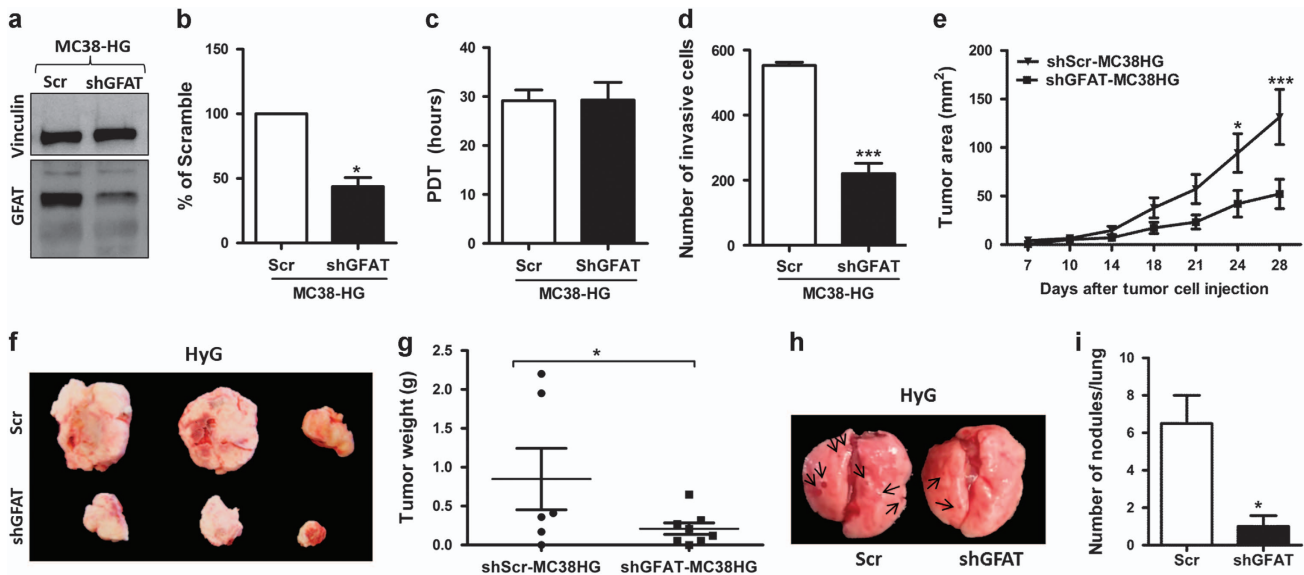 a
MC38-HG
Scr shGFAT
Vinculin
GFAT
b
% of Scramble
150
100
50
0
*
Scr shGFAT
MC38-HG
c
PDT (hours)
40
30
20
10
0
Scr shGFAT
MC38-HG
d
Number of invasive cells
600
400
200
0
***
Scr shGFAT
MC38-HG
e
Tumor area (mm²)
200
150
100
50
0
shScr-MC38HG
shGFAT-MC38HG
* ***
7 10 14 18 21 24 28
Days after tumor cell injection
f
HyG
Scr
shGFAT
g
Tumor weight (g)
2.5
2.0
1.5
1.0
0.5
0.0
*
shScr-MC38HG shGFAT-MC38HG
h
HyG
Scr shGFAT
i
Number of nodules/lung
10
8
6
4
2
0
*
Scr shGFAT